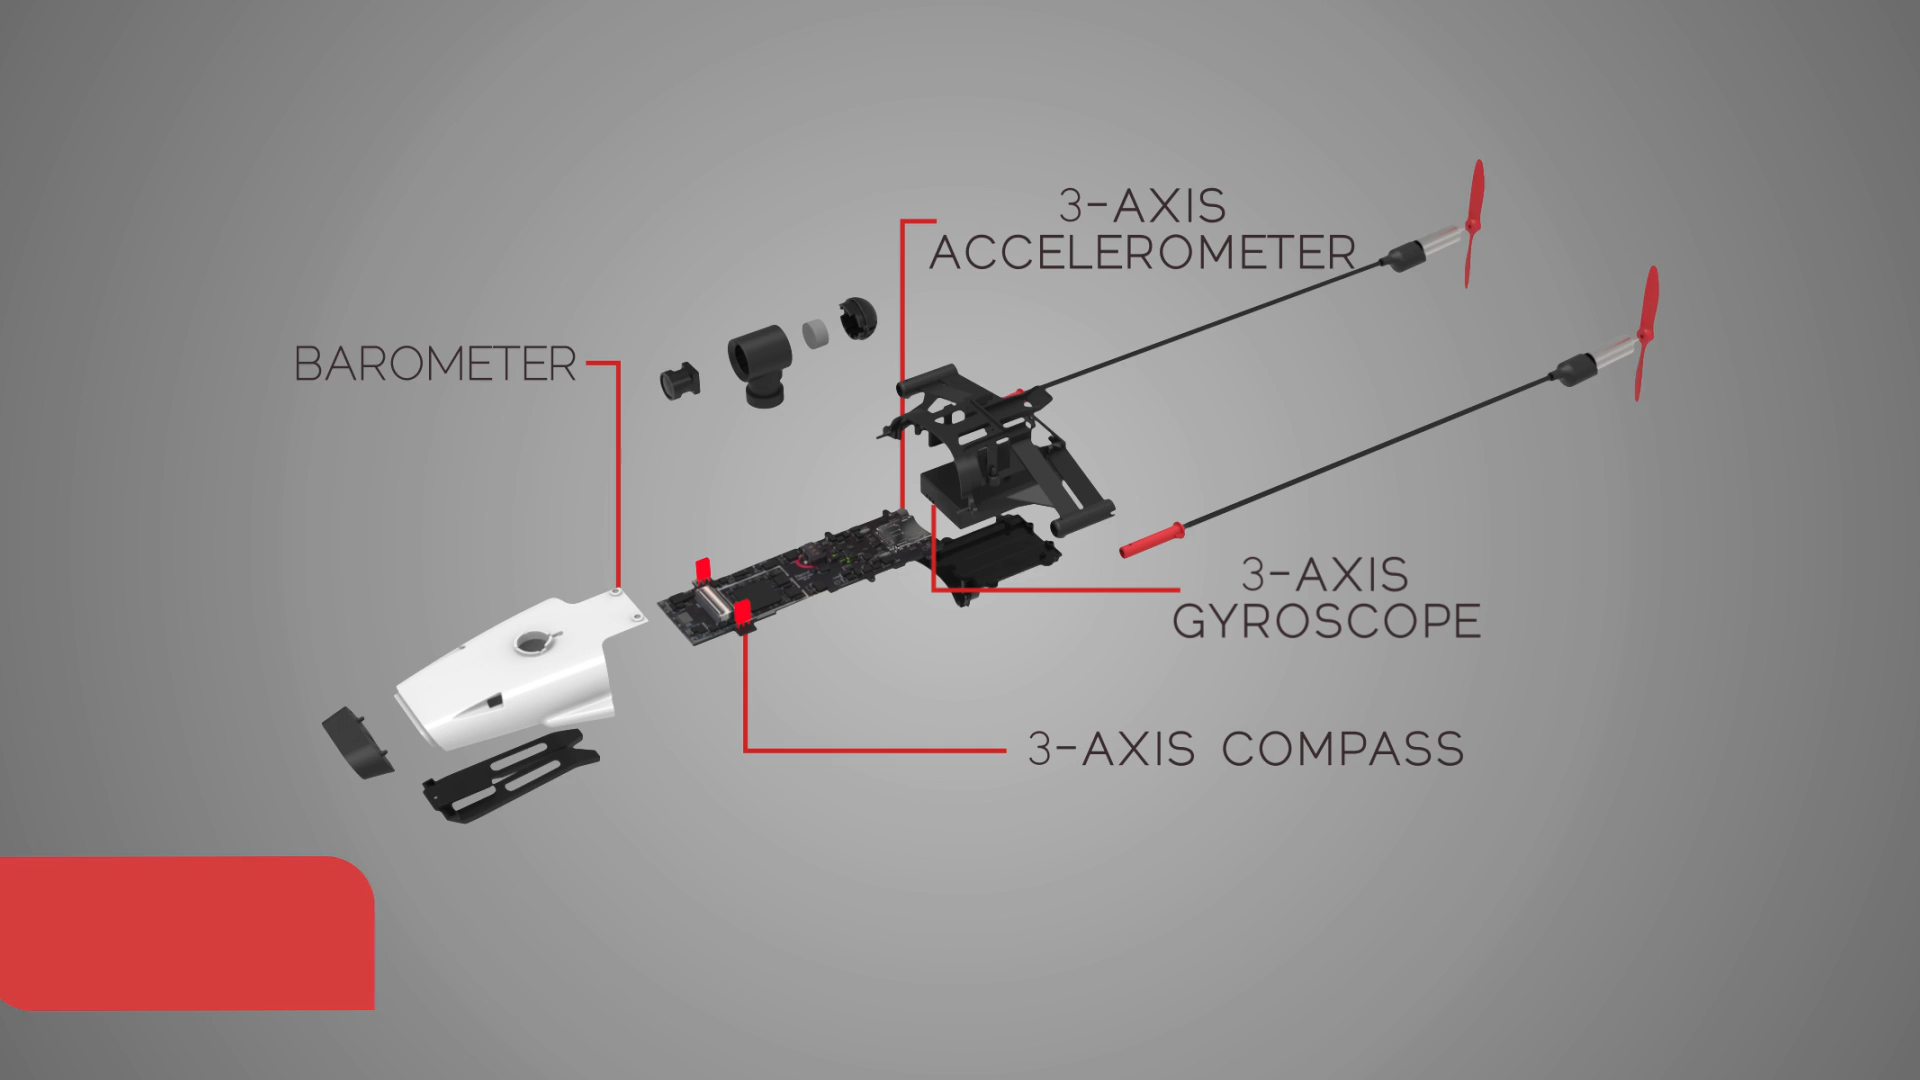 3-AXIS
ACCELEROMETER
BAROMETER
3-AXIS
GYROSCOPE
3-AXIS COMPASS